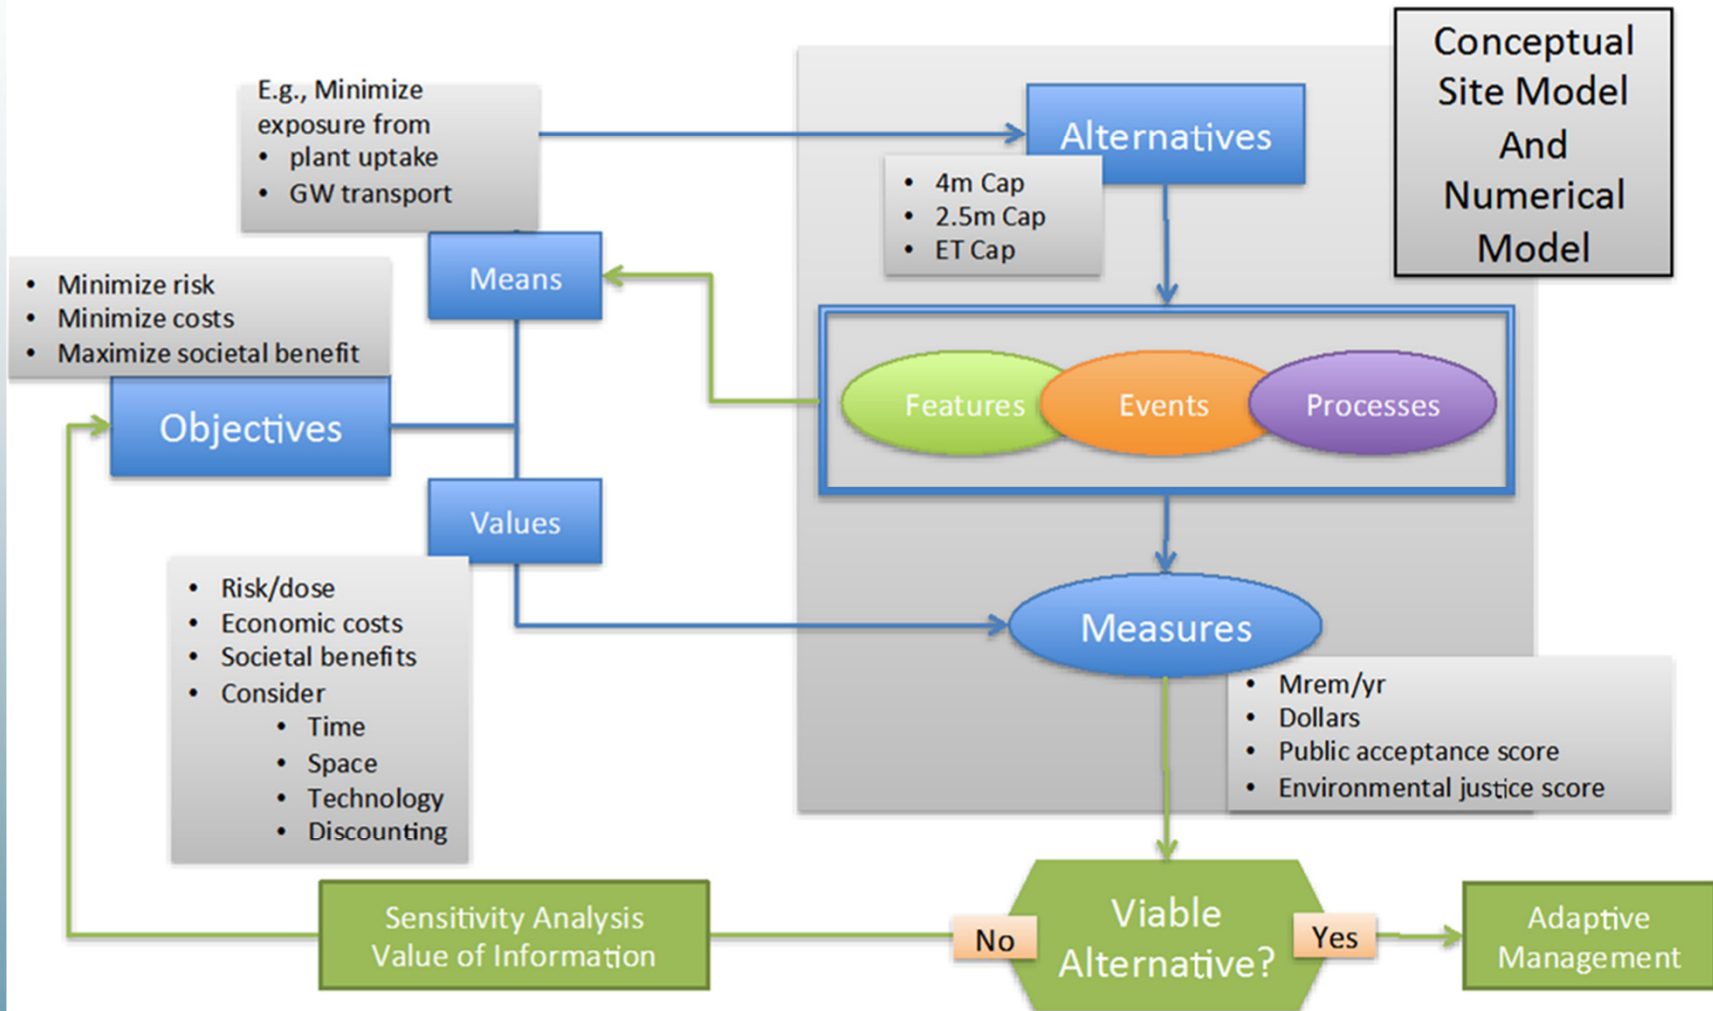 Conceptual
Site Model
And
Numerical
Model
E.g., Minimize
exposure from
• plant uptake
• GW transport
Alternatives
• 4m Cap
• 2.5m Cap
• ET Cap
Means
• Minimize risk
• Minimize costs
• Maximize societal benefit
Objectives
Features
Events
Processes
Values
• Risk/dose
• Economic costs
• Societal benefits
• Consider
• Time
• Space
• Technology
• Discounting
Measures
• Mrem/yr
• Dollars
• Public acceptance score
• Environmental justice score
Sensitivity Analysis
Value of Information
No
Viable
Alternative?
Yes
Adaptive
Management